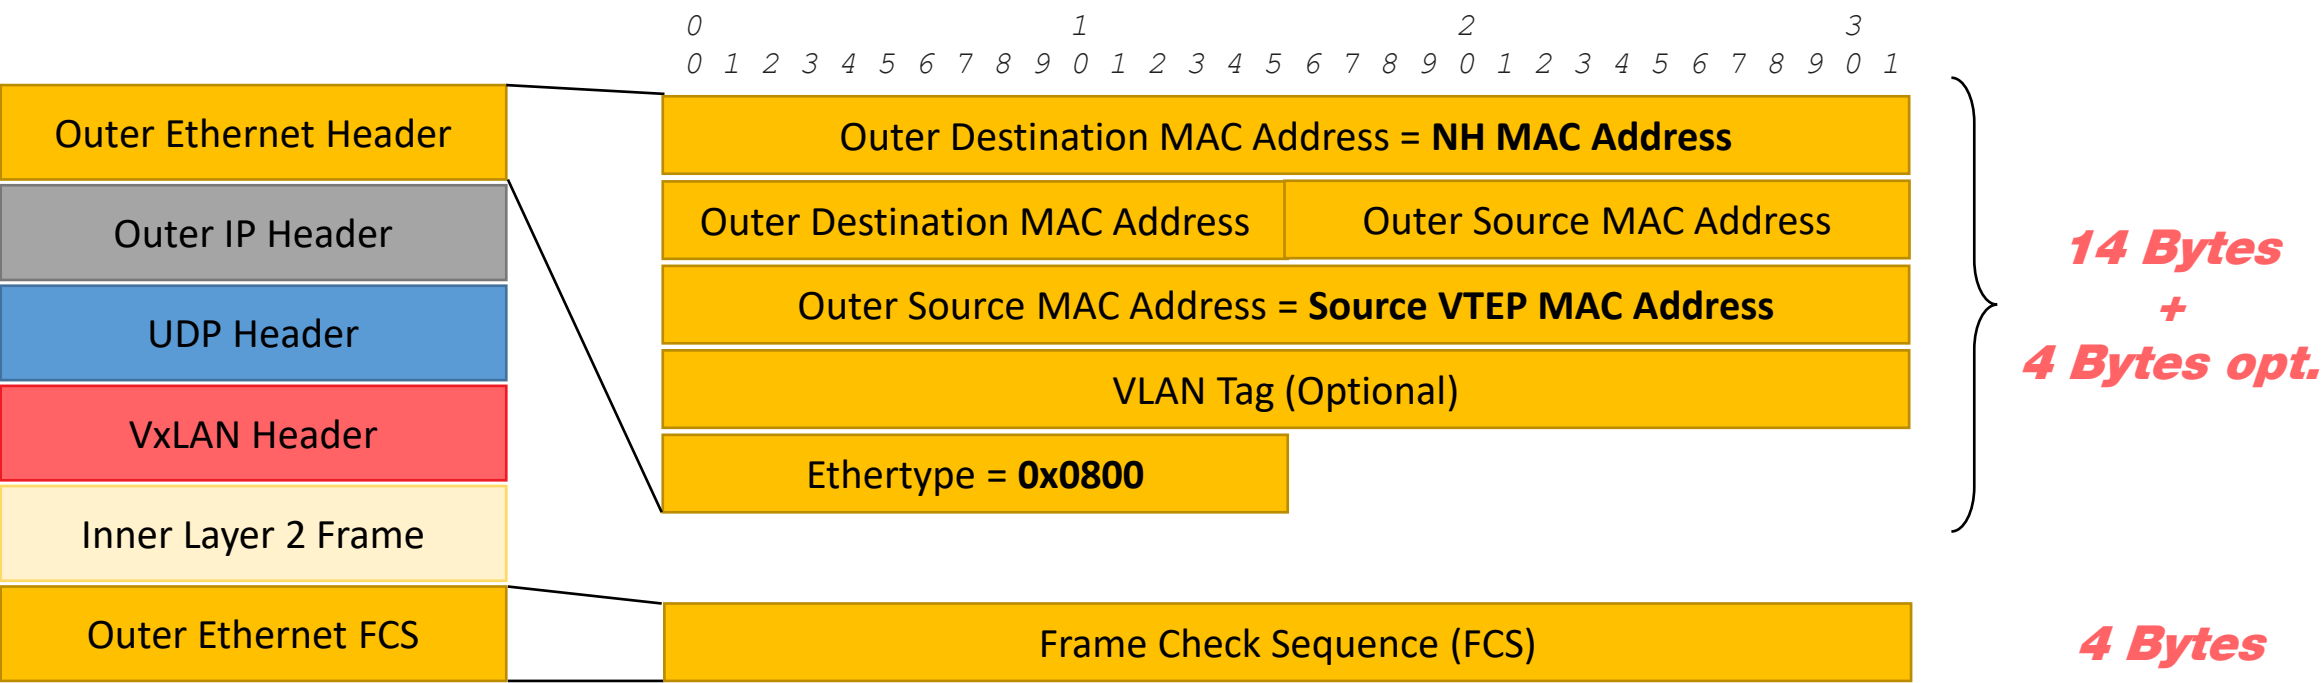 0 1 2 3
0 1 2 3 4 5 6 7 8 9 0 1 2 3 4 5 6 7 8 9 0 1 2 3 4 5 6 7 8 9 0 1
Outer Ethernet Header
Outer IP Header
UDP Header
VxLAN Header
Inner Layer 2 Frame
Outer Ethernet FCS
Outer Destination MAC Address = NH MAC Address
Outer Destination MAC Address
Outer Source MAC Address
Outer Source MAC Address = Source VTEP MAC Address
VLAN Tag (Optional)
Ethertype = 0x0800
14 Bytes
+
4 Bytes opt.
Frame Check Sequence (FCS)
4 Bytes